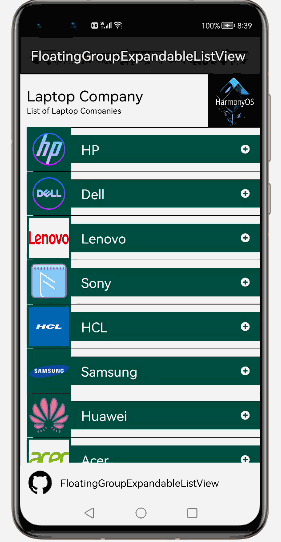 100% 8:39
FloatingGroupExpandableListView
Laptop Company
List of Laptop Companies
HarmonyOS
hp HP
DELL Dell
Lenovo Lenovo
Sony
HCL HCL
SAMSUNG Samsung
Huawei
acer Acer
FloatingGroupExpandableListView